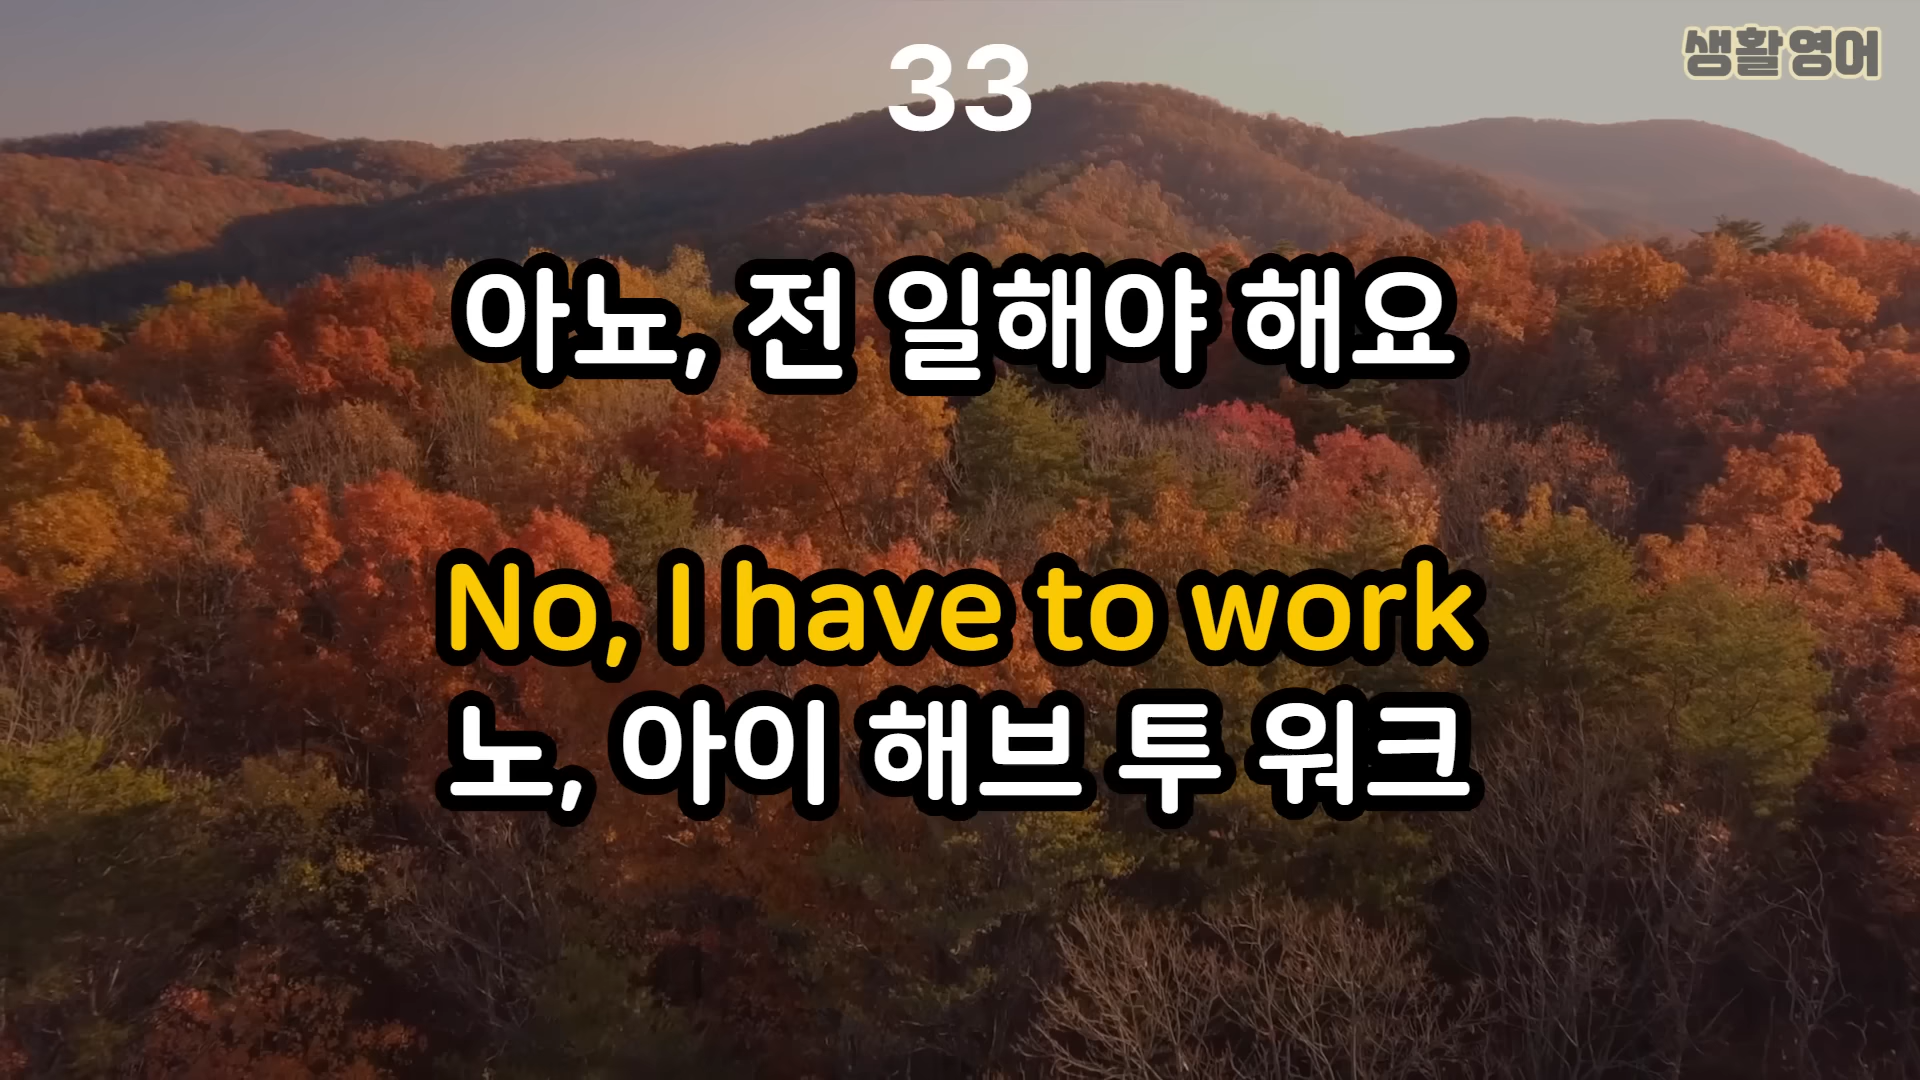 33
생활영어
아뇨, 전 일해야 해요
No, I have to work
노, 아이 해브 투 워크